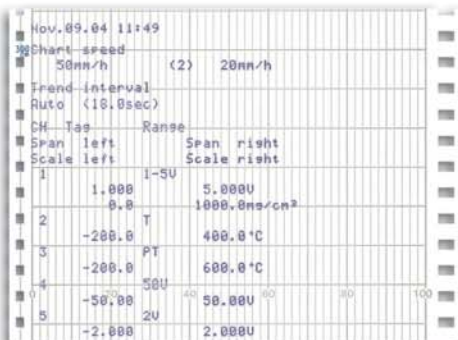 Nov.09.04 11:49
Chart speed
50mm/h (2) 20mm/h
Trend interval
Auto (18.0sec)
CH Tag Range
Span left Span right
Scale left Scale right
1 1-5V
1.000 5.000V
0.0 1000.0ms/cm²
2 T
-200.0 400.0°C
3 PT
-200.0 600.0°C
4 50V
0 20 40 60 80 100
-50.00 50.00V
5 2V
-2.000 2.000V